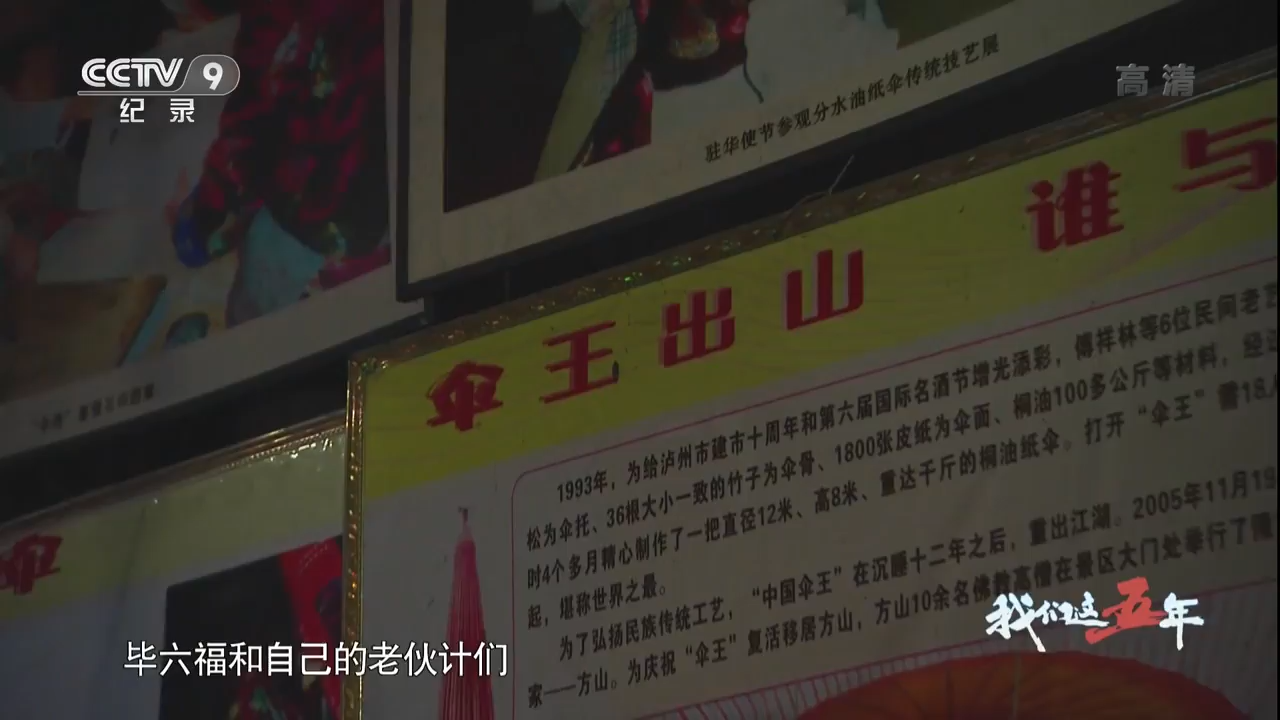 CCTV 9
纪录
高清
驻华使节参观分水油纸伞传统技艺展
伞王出山 谁与
1993年，为给泸州市建市十周年和第六届国际名酒节增光添彩，傅祥林等6位民间老艺
松为伞托、36根大小一致的竹子为伞骨、1800张皮纸为伞面、桐油100多公斤等材料，经过
时4个多月精心制作了一把直径12米、高8米、重达千斤的桐油纸伞。打开“伞王”需18人
起，堪称世界之最。
为了弘扬民族传统工艺，“中国伞王”在沉睡十二年之后，重出江湖。2005年11月19
家——方山。为庆祝“伞王”复活移居方山，方山10余名佛教高僧在景区大门处举行了隆
伞
我们这五年
毕六福和自己的老伙计们